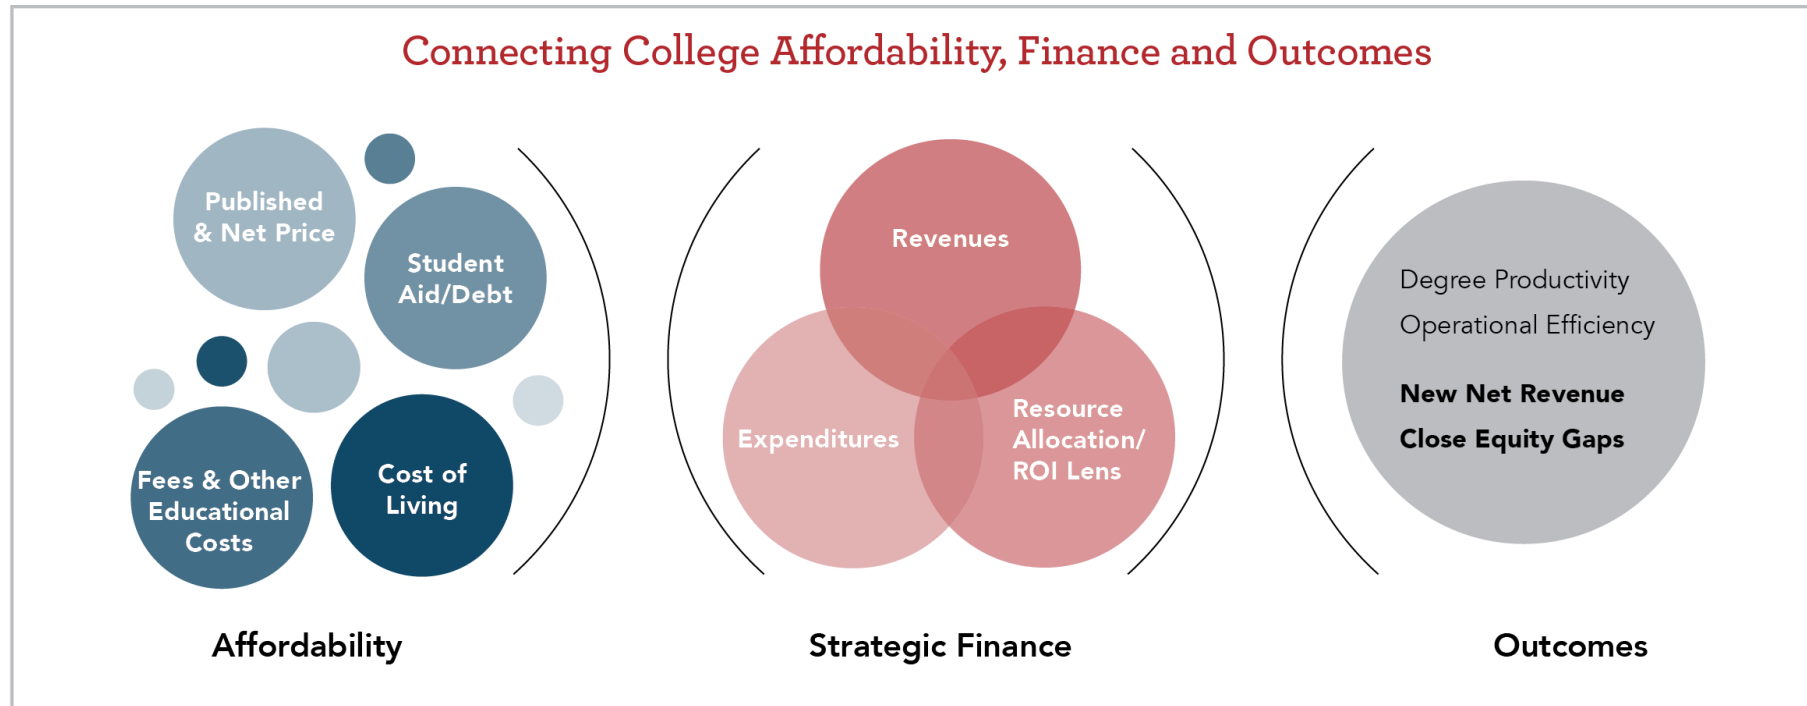 Connecting College Affordability, Finance and Outcomes
Published
& Net Price
Student
Aid/Debt
Fees & Other
Educational
Costs
Cost of
Living
Affordability
Revenues
Expenditures
Resource
Allocation/
ROI Lens
Strategic Finance
Degree Productivity
Operational Efficiency
New Net Revenue
Close Equity Gaps
Outcomes